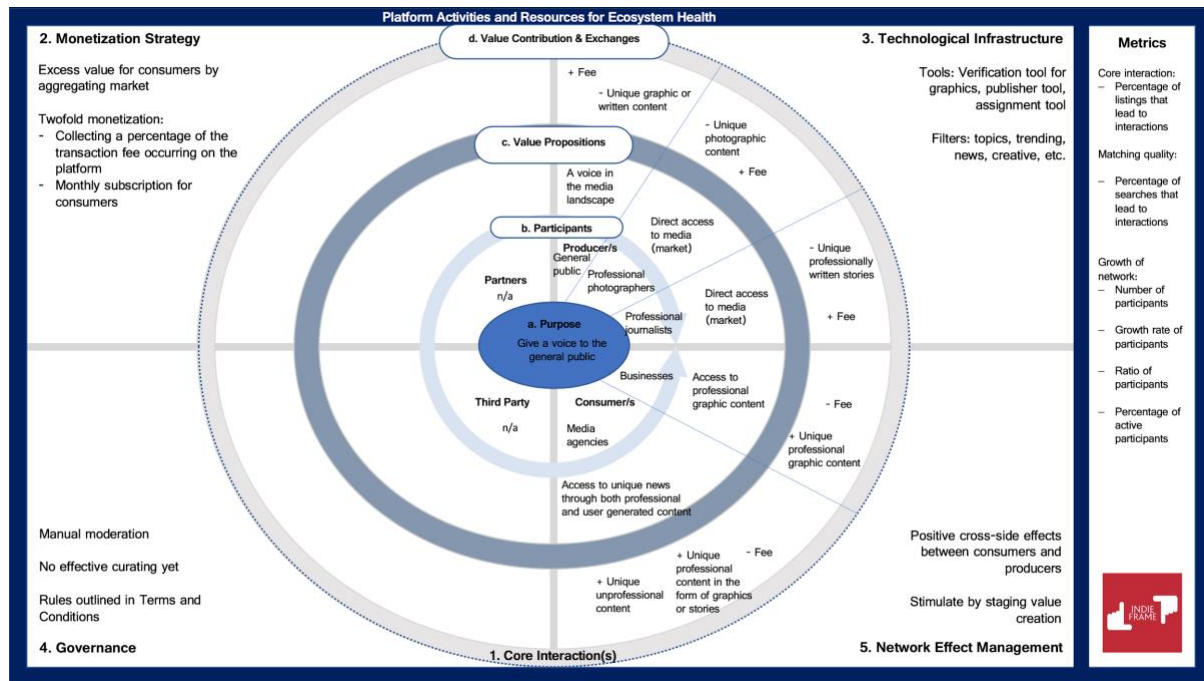 Platform Activities and Resources for Ecosystem Health
2. Monetization Strategy
Excess value for consumers by
aggregating market
Twofold monetization:
- Collecting a percentage of the
transaction fee occurring on the
platform
- Monthly subscription for
consumers
d. Value Contribution & Exchanges
+ Fee
- Unique graphic or
written content
- Unique
photographic
content
+ Fee
- Unique
professionally
written stories
+ Fee
- Fee
+ Unique
professional
graphic content
- Fee
+ Unique
professional
content in the
form of graphics
or stories
+ Unique
unprofessional
content
c. Value Propositions
A voice in
the media
landscape
Direct access
to media
(market)
Direct access
to media
(market)
Access to
professional
graphic content
Access to unique news
through both professional
and user generated content
b. Participants
Producer/s
General
public
Professional
photographers
Professional
journalists
Partners
n/a
a. Purpose
Give a voice to the
general public
Businesses
Third Party
n/a
Consumer/s
Media
agencies
3. Technological Infrastructure
Tools: Verification tool for
graphics, publisher tool,
assignment tool
Filters: topics, trending,
news, creative, etc.
Manual moderation
No effective curating yet
Rules outlined in Terms and
Conditions
4. Governance
1. Core Interaction(s)
Positive cross-side effects
between consumers and
producers
Stimulate by staging value
creation
5. Network Effect Management
Metrics
Core interaction:
– Percentage of
listings that
lead to
interactions
Matching quality:
– Percentage of
searches that
lead to
interactions
Growth of
network:
– Number of
participants
– Growth rate of
participants
– Ratio of
participants
– Percentage of
active
participants
INDIE
FRAME